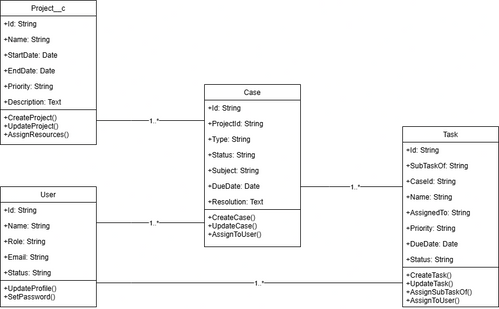 Project__c
+Id: String
+Name: String
+StartDate: Date
+EndDate: Date
+Priority: String
+Description: Text
+CreateProject()
+UpdateProject()
+AssignResources()
1..*
Case
+Id: String
+ProjectId: String
+Type: String
+Status: String
+Subject: String
+DueDate: Date
+Resolution: Text
+CreateCase()
+UpdateCase()
+AssignToUser()
1..*
Task
+Id: String
+SubTaskOf: String
+CaseId: String
+Name: String
+AssignedTo: String
+Priority: String
+DueDate: Date
+Status: String
+CreateTask()
+UpdateTask()
+AssignSubTaskOf()
+AssignToUser()
User
+Id: String
+Name: String
+Role: String
+Email: String
+Status: String
+UpdateProfile()
+SetPassword()
1..*
1..*